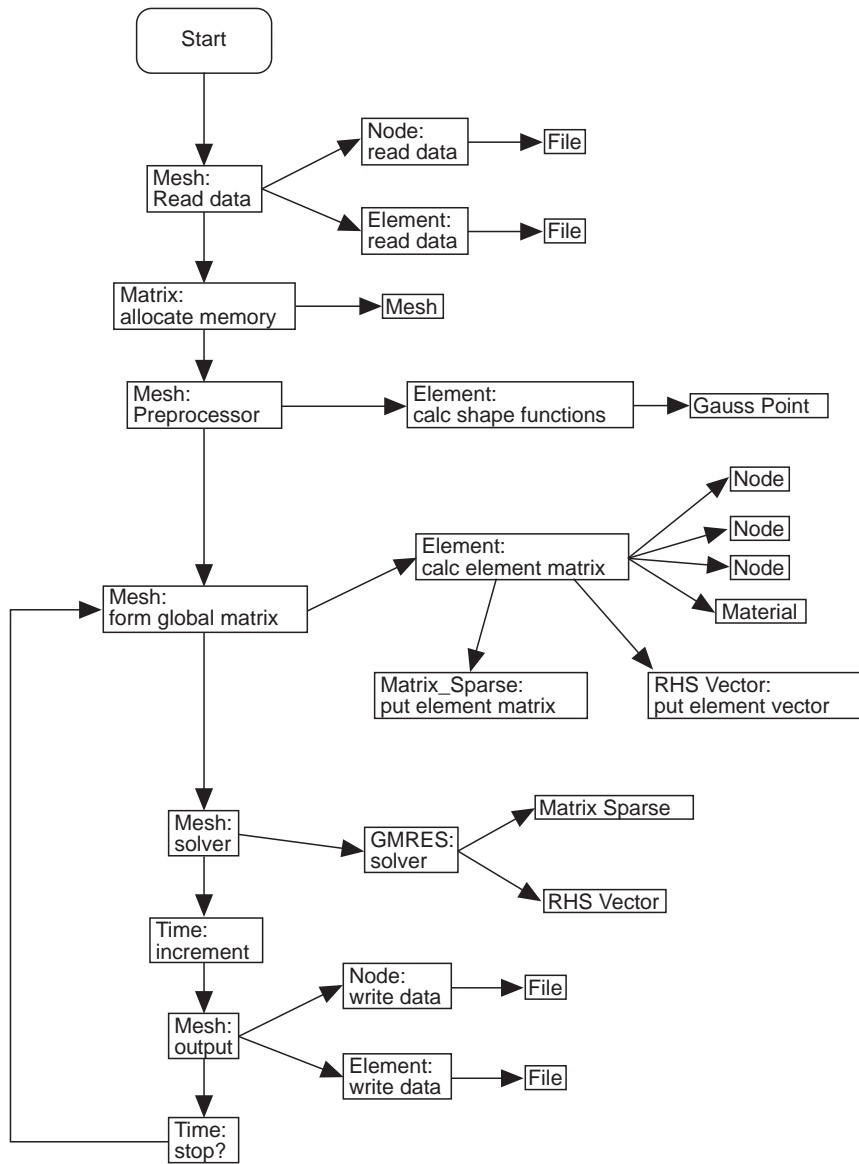 Start
Node:
read data
File
Mesh:
Read data
Element:
read data
File
Matrix:
allocate memory
Mesh
Mesh:
Preprocessor
Element:
calc shape functions
Gauss Point
Node
Element:
calc element matrix
Node
Node
Mesh:
form global matrix
Material
Matrix_Sparse:
put element matrix
RHS Vector:
put element vector
Mesh:
solver
GMRES:
solver
Matrix Sparse
RHS Vector
Time:
increment
Node:
write data
File
Mesh:
output
Element:
write data
File
Time:
stop?